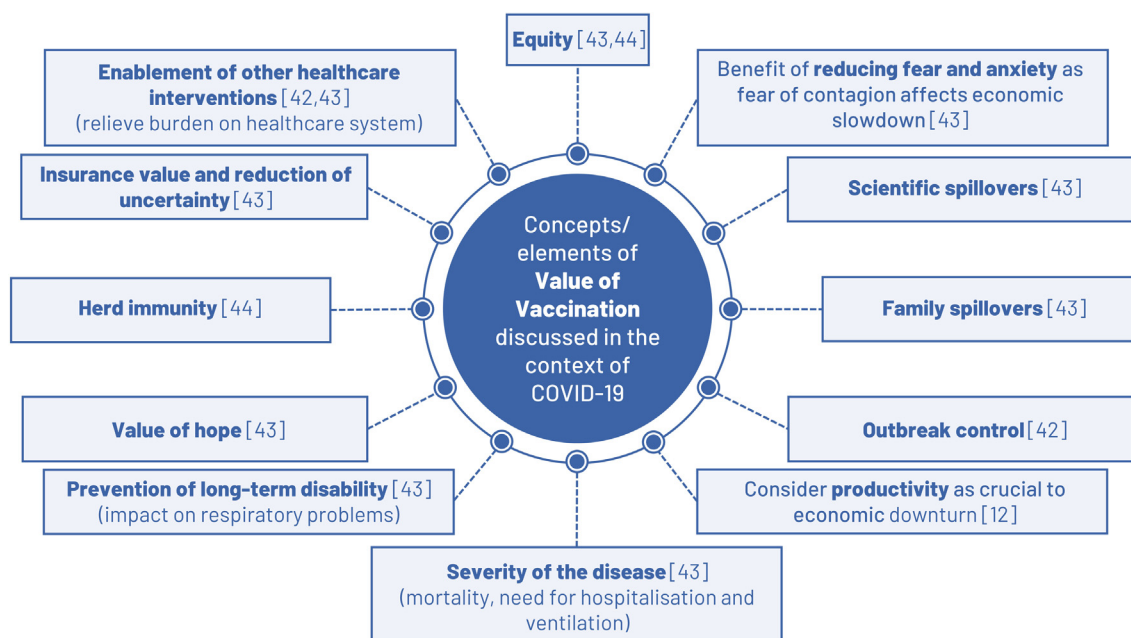 Equity [43,44]
Enablement of other healthcare
interventions [42,43]
(relieve burden on healthcare system)
Benefit of reducing fear and anxiety as
fear of contagion affects economic
slowdown [43]
Insurance value and reduction of
uncertainty [43]
Scientific spillovers [43]
Concepts/
elements of
Value of
Vaccination
discussed in the
context of
COVID-19
Herd immunity [44]
Family spillovers [43]
Value of hope [43]
Outbreak control [42]
Prevention of long-term disability [43]
(impact on respiratory problems)
Consider productivity as crucial to
economic downturn [12]
Severity of the disease [43]
(mortality, need for hospitalisation and
ventilation)